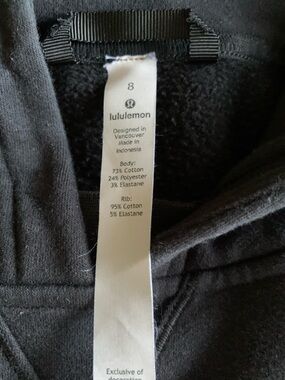 8
lululemon
Designed in
Vancouver
Made in
Indonesia
Body:
73% Cotton
24% Polyester
3% Elastane
Rib:
95% Cotton
5% Elastane
Exclusive of
decoration